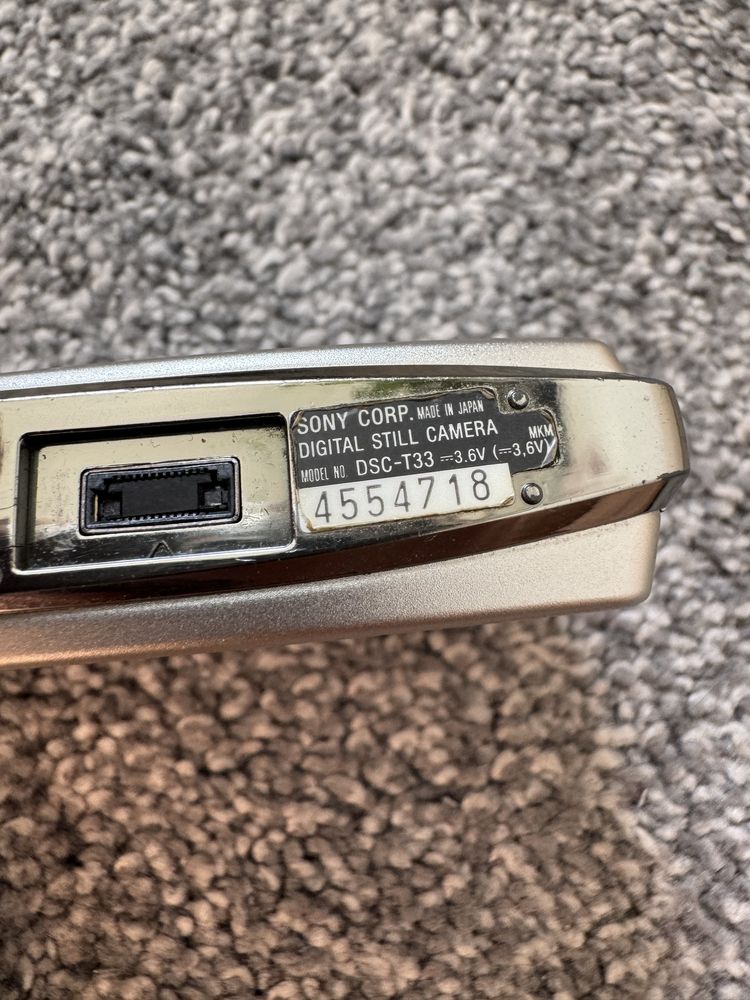 SONY CORP. MADE IN JAPAN
DIGITAL STILL CAMERA
MKM
MODEL NO. DSC-T33 ⎓3.6V (⎓3,6V)
4554718